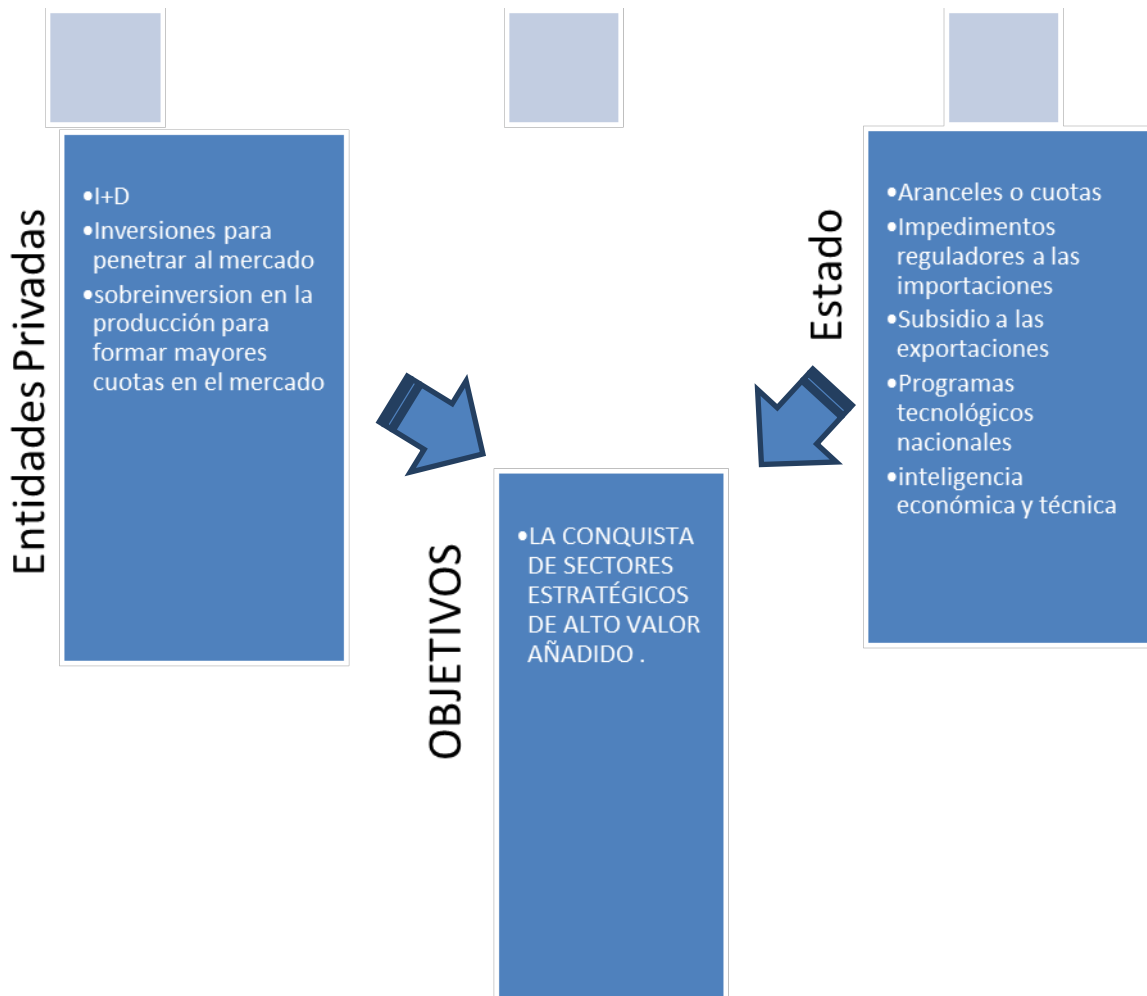 Entidades Privadas
•I+D
•Inversiones para
penetrar al mercado
•sobreinversion en la
producción para
formar mayores
cuotas en el mercado
OBJETIVOS
•LA CONQUISTA
DE SECTORES
ESTRATÉGICOS
DE ALTO VALOR
AÑADIDO .
Estado
•Aranceles o cuotas
•Impedimentos
reguladores a las
importaciones
•Subsidio a las
exportaciones
•Programas
tecnológicos
nacionales
•inteligencia
económica y técnica